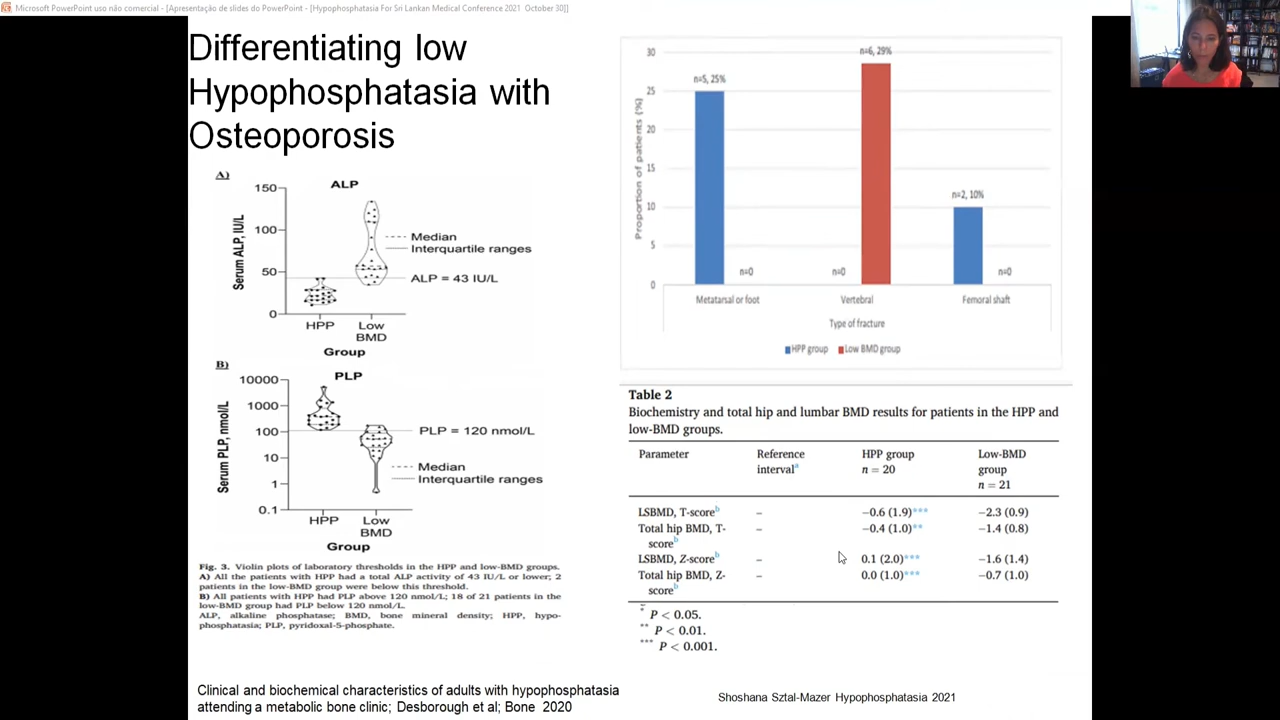 Microsoft PowerPoint uso não comercial - [Apresentação de slides do PowerPoint - [Hypophosphatasia For Sri Lankan Medical Conference 2021 October 30]]
Differentiating low
Hypophosphatasia with
Osteoporosis
A)
ALP
150
100
50
0
Serum ALP, IU/L
Median
Interquartile ranges
ALP = 43 IU/L
HPP
Low
BMD
Group
B)
PLP
10000
1000
100
10
1
0.1
Serum PLP, nmol/L
PLP = 120 nmol/L
Median
Interquartile ranges
HPP
Low
BMD
Group
Fig. 3. Violin plots of laboratory thresholds in the HPP and low-BMD groups.
A) All the patients with HPP had a total ALP activity of 43 IU/L or lower; 2
patients in the low-BMD group were below this threshold.
B) All patients with HPP had PLP above 120 nmol/L; 18 of 21 patients in the
low-BMD group had PLP below 120 nmol/L.
ALP, alkaline phosphatase; BMD, bone mineral density; HPP, hypo-
phosphatasia; PLP, pyridoxal-5-phosphate.
Clinical and biochemical characteristics of adults with hypophosphatasia
attending a metabolic bone clinic; Desborough et al; Bone 2020
30
25
20
15
10
5
0
Proportion of patients (%)
n=5, 25%
n=0
n=0
n=6, 29%
n=2, 10%
n=0
Metatarsal or foot
Vertebral
Femoral shaft
Type of fracture
HPP group
Low BMD group
Table 2
Biochemistry and total hip and lumbar BMD results for patients in the HPP and
low-BMD groups.
Parameter Reference HPP group Low-BMD
interval a n = 20 group
n = 21
LSBMD, T-score b – −0.6 (1.9)*** −2.3 (0.9)
Total hip BMD, T- – −0.4 (1.0)** −1.4 (0.8)
score b
LSBMD, Z-score b – 0.1 (2.0)*** −1.6 (1.4)
Total hip BMD, Z- – 0.0 (1.0)*** −0.7 (1.0)
score b
* P < 0.05.
** P < 0.01.
*** P < 0.001.
Shoshana Sztal-Mazer Hypophosphatasia 2021